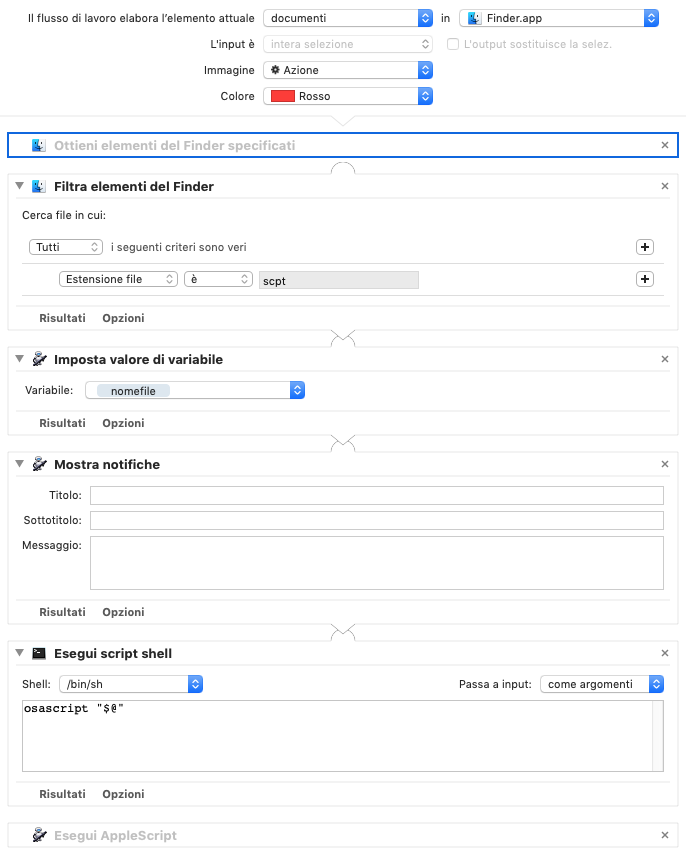 Il flusso di lavoro elabora l'elemento attuale documenti in Finder.app
L'input è intera selezione L'output sostituisce la selez.
Immagine Azione
Colore Rosso
Ottieni elementi del Finder specificati
Filtra elementi del Finder
Cerca file in cui:
Tutti i seguenti criteri sono veri
Estensione file è scpt
Risultati Opzioni
Imposta valore di variabile
Variabile: nomefile
Risultati Opzioni
Mostra notifiche
Titolo:
Sottotitolo:
Messaggio:
Risultati Opzioni
Esegui script shell
Shell: /bin/sh Passa a input: come argomenti
osascript "$@"
Risultati Opzioni
Esegui AppleScript